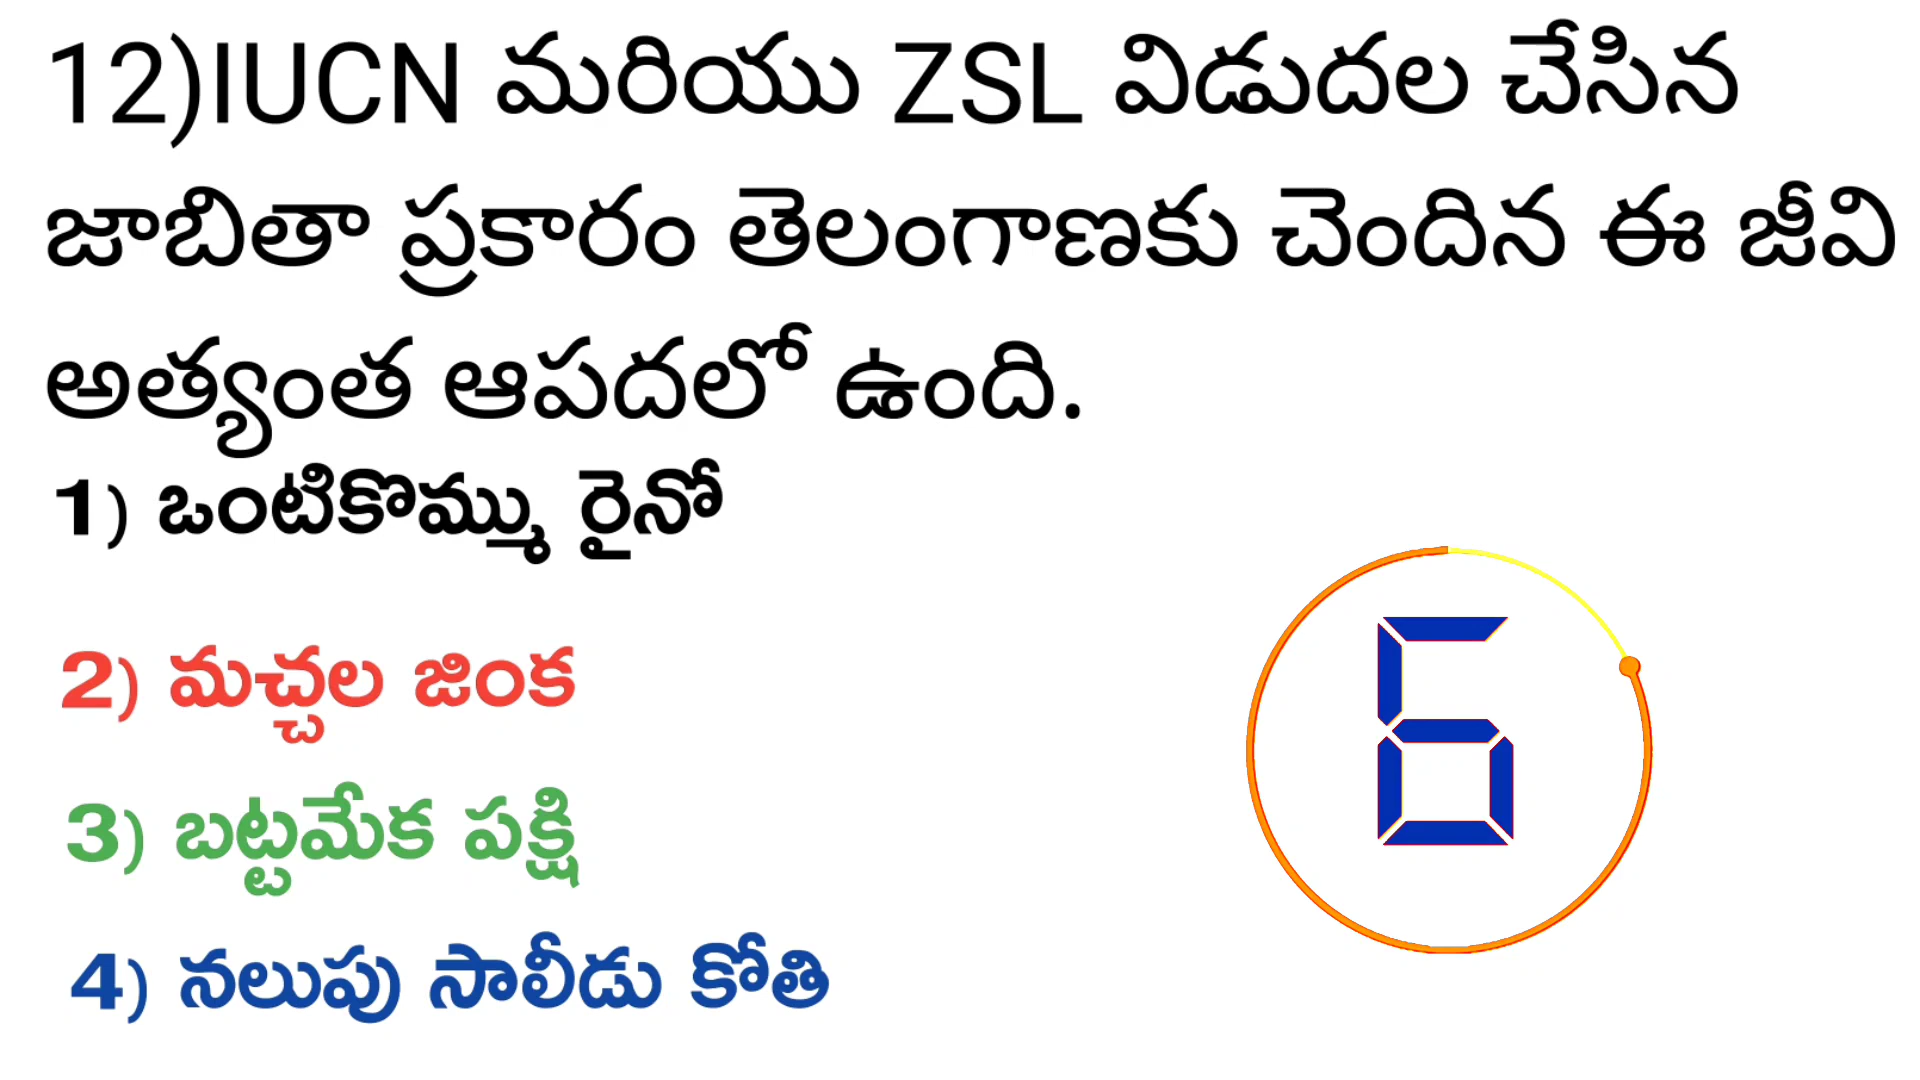 12)IUCN మరియు ZSL విడుదల చేసిన
జాబితా ప్రకారం తెలంగాణకు చెందిన ఈ జీవి
అత్యంత ఆపదలో ఉంది.
1) ఒంటికొమ్ము రైనో
2) మచ్చల జింక
3) బట్టమేక పక్షి
4) నలుపు సాలీడు కోతి
6